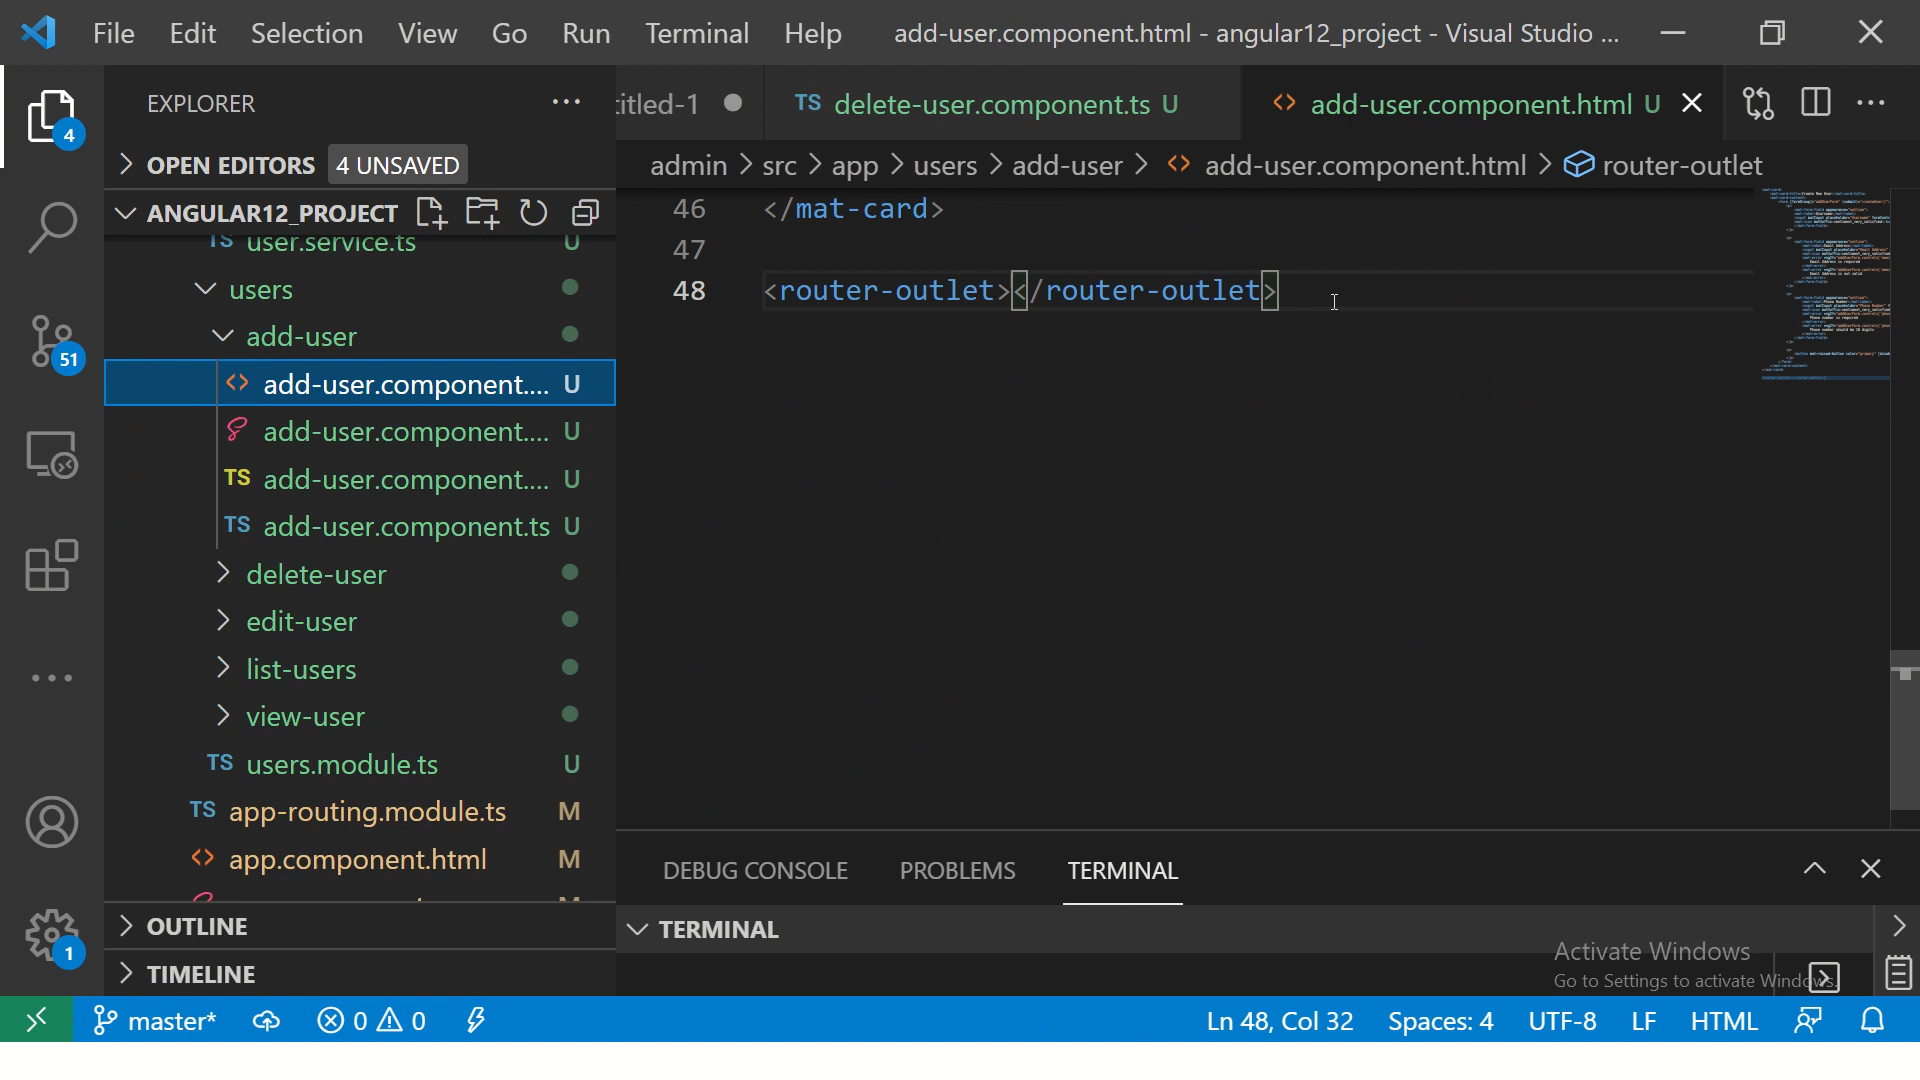 File Edit Selection View Go Run Terminal Help add-user.component.html - angular12_project - Visual Studio ...
EXPLORER
titled-1 TS delete-user.component.ts U <> add-user.component.html U
4
OPEN EDITORS 4 UNSAVED
admin > src > app > users > add-user > <> add-user.component.html > router-outlet
ANGULAR12_PROJECT
TS user.service.ts U
users
add-user
<> add-user.component.... U
add-user.component.... U
TS add-user.component.... U
TS add-user.component.ts U
delete-user
edit-user
list-users
view-user
TS users.module.ts U
TS app-routing.module.ts M
<> app.component.html M
OUTLINE
TIMELINE
51
1
46 </mat-card>
47
48 <router-outlet></router-outlet>
DEBUG CONSOLE PROBLEMS TERMINAL
TERMINAL
Activate Windows
Go to Settings to activate Windows.
master* 0 0 Ln 48, Col 32 Spaces: 4 UTF-8 LF HTML